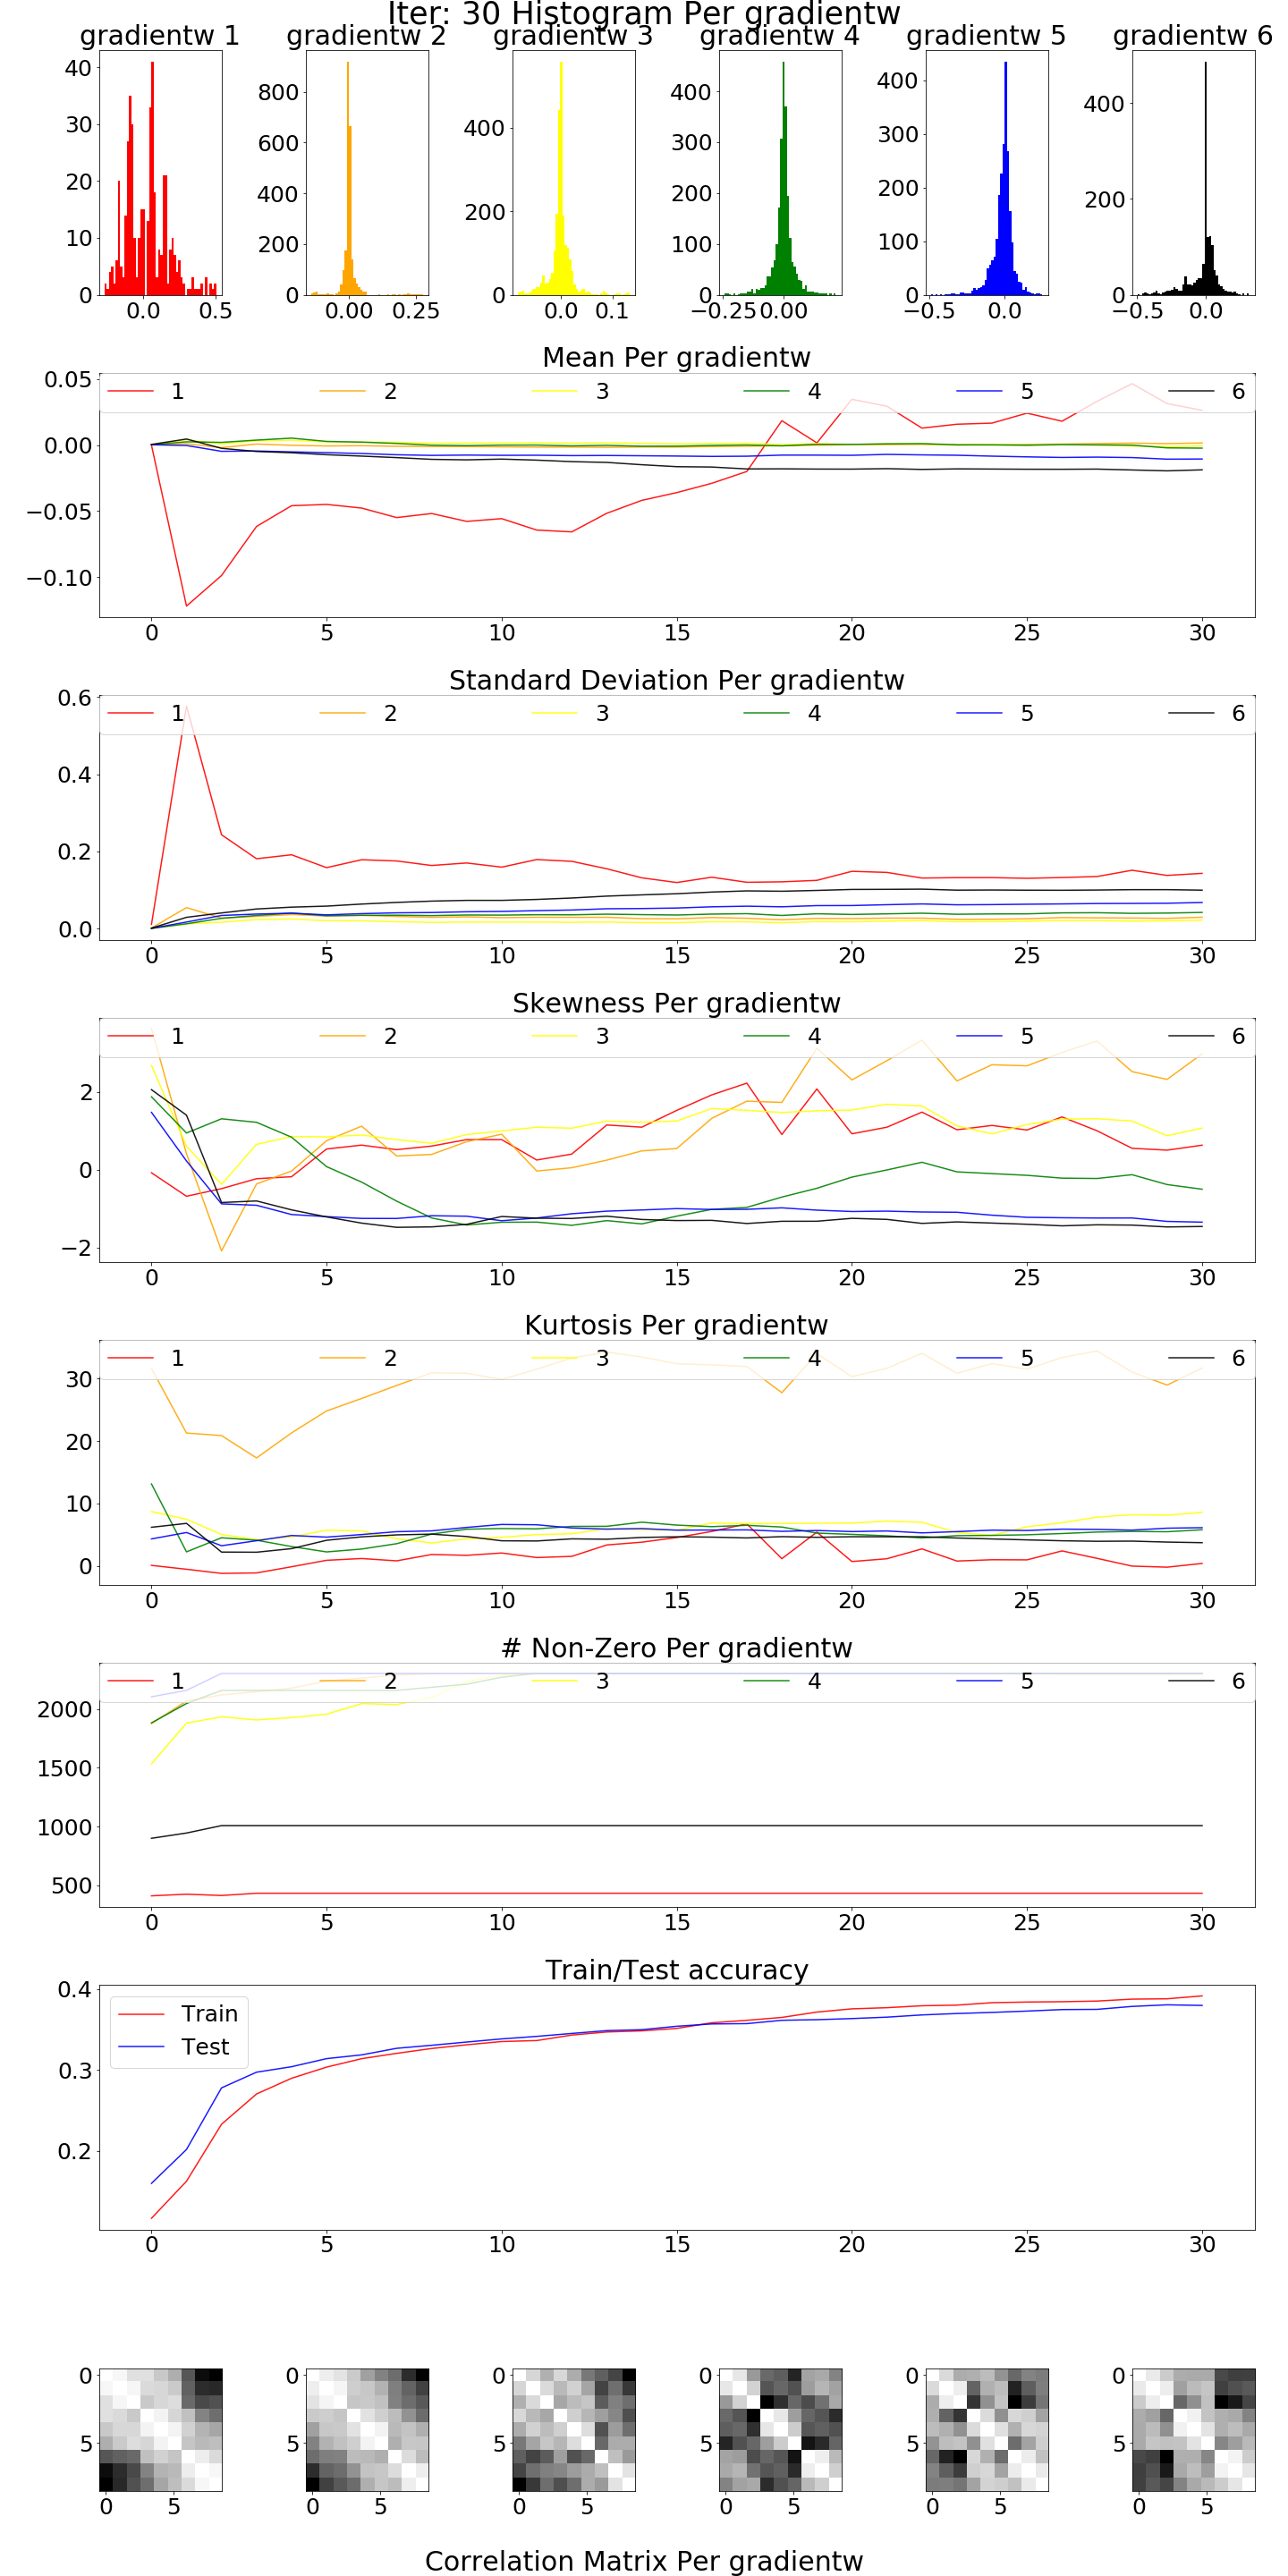 Iter: 30 Histogram Per gradientw
gradientw 1 gradientw 2 gradientw 3 gradientw 4 gradientw 5 gradientw 6
40
30
20
10
0
0.0 0.5
800
600
400
200
0
0.00 0.25
400
200
0
0.0 0.1
400
300
200
100
0
−0.25 0.00
400
300
200
100
0
−0.5 0.0
400
200
0
−0.5 0.0
Mean Per gradientw
1 2 3 4 5 6
0.05
0.00
−0.05
−0.10
0 5 10 15 20 25 30
Standard Deviation Per gradientw
1 2 3 4 5 6
0.6
0.4
0.2
0.0
0 5 10 15 20 25 30
Skewness Per gradientw
1 2 3 4 5 6
2
0
−2
0 5 10 15 20 25 30
Kurtosis Per gradientw
1 2 3 4 5 6
30
20
10
0
0 5 10 15 20 25 30
# Non-Zero Per gradientw
1 2 3 4 5 6
2000
1500
1000
500
0 5 10 15 20 25 30
Train/Test accuracy
Train
Test
0.4
0.3
0.2
0 5 10 15 20 25 30
0 0 0 0 0 0
5 5 5 5 5 5
0 5 0 5 0 5 0 5 0 5 0 5
Correlation Matrix Per gradientw